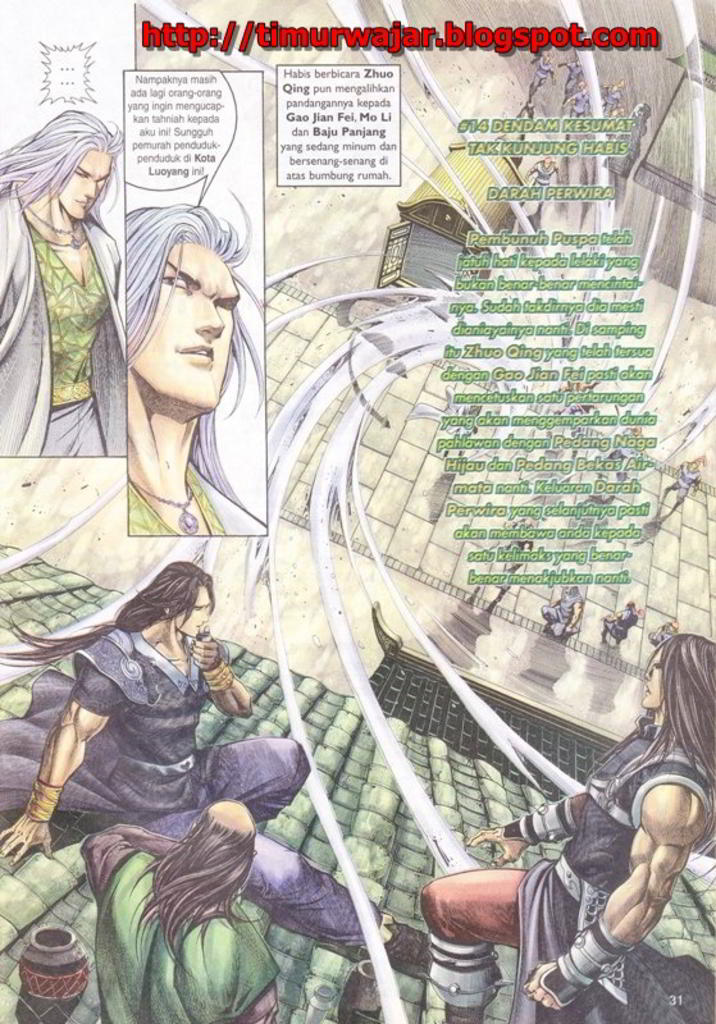 http://timurwajar.blogspot.com
... ...
Nampaknya masih
ada lagi orang-orang
yang ingin mengucap-
kan tahniah kepada
aku ini! Sungguh
pemurah penduduk-
penduduk di Kota
Luoyang ini!
Habis berbicara Zhuo
Qing pun mengalihkan
pandangannya kepada
Gao Jian Fei, Mo Li
dan Baju Panjang
yang sedang minum dan
bersenang-senang di
atas bumbung rumah.
#14 DENDAM KESUMAT
TAK KUNJUNG HABIS
DARAH PERWIRA
Pembunuh Puspa telah
jatuh hati kepada lelaki yang
bukan benar-benar mencintai-
nya. Sudah takdirnya dia mesti
dianiayainya nanti. Di samping
itu Zhuo Qing yang telah tersua
dengan Gao Jian Fei pasti akan
mencetuskan satu pertarungan
yang akan menggemparkan dunia
pahlawan dengan Pedang Naga
Hijau dan Pedang Bekas Air-
mata nanti. Keluaran Darah
Perwira yang selanjutnya pasti
akan membawa anda kepada
satu kelimaks yang benar-
benar menakjubkan nanti.
31